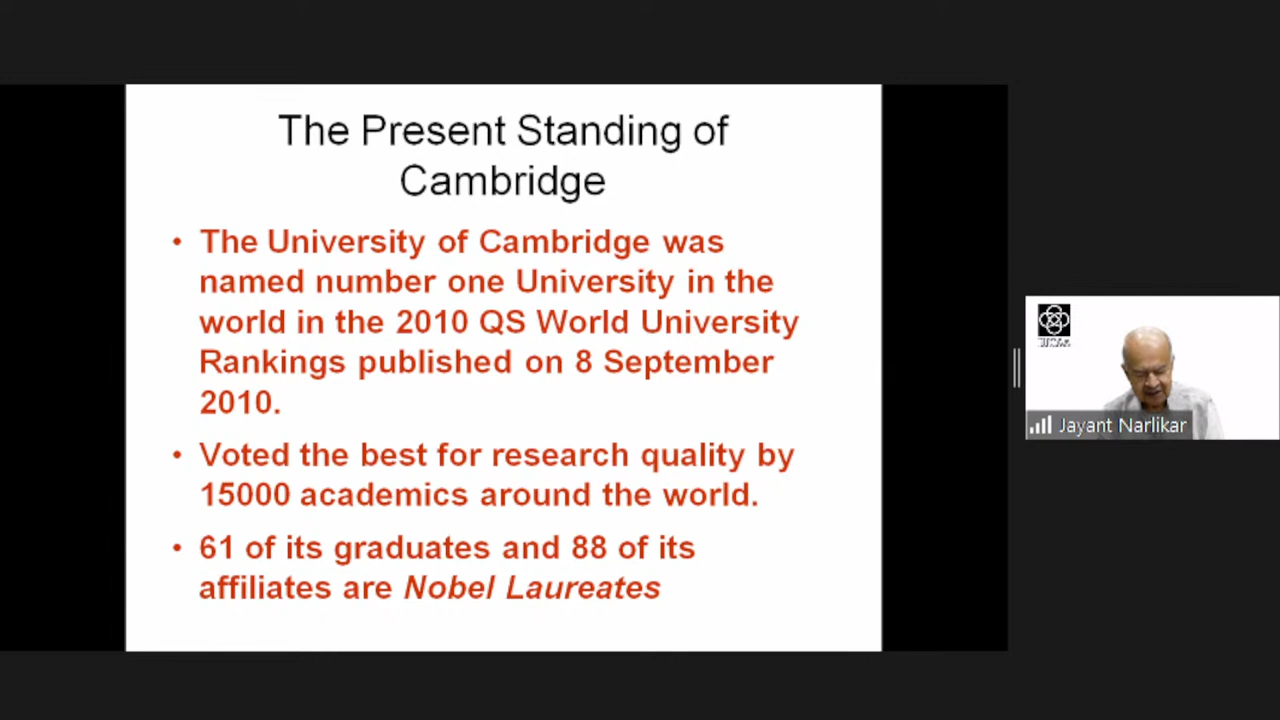 The Present Standing of
Cambridge
• The University of Cambridge was
named number one University in the
world in the 2010 QS World University
Rankings published on 8 September
2010.
• Voted the best for research quality by
15000 academics around the world.
• 61 of its graduates and 88 of its
affiliates are Nobel Laureates
Jayant Narlikar